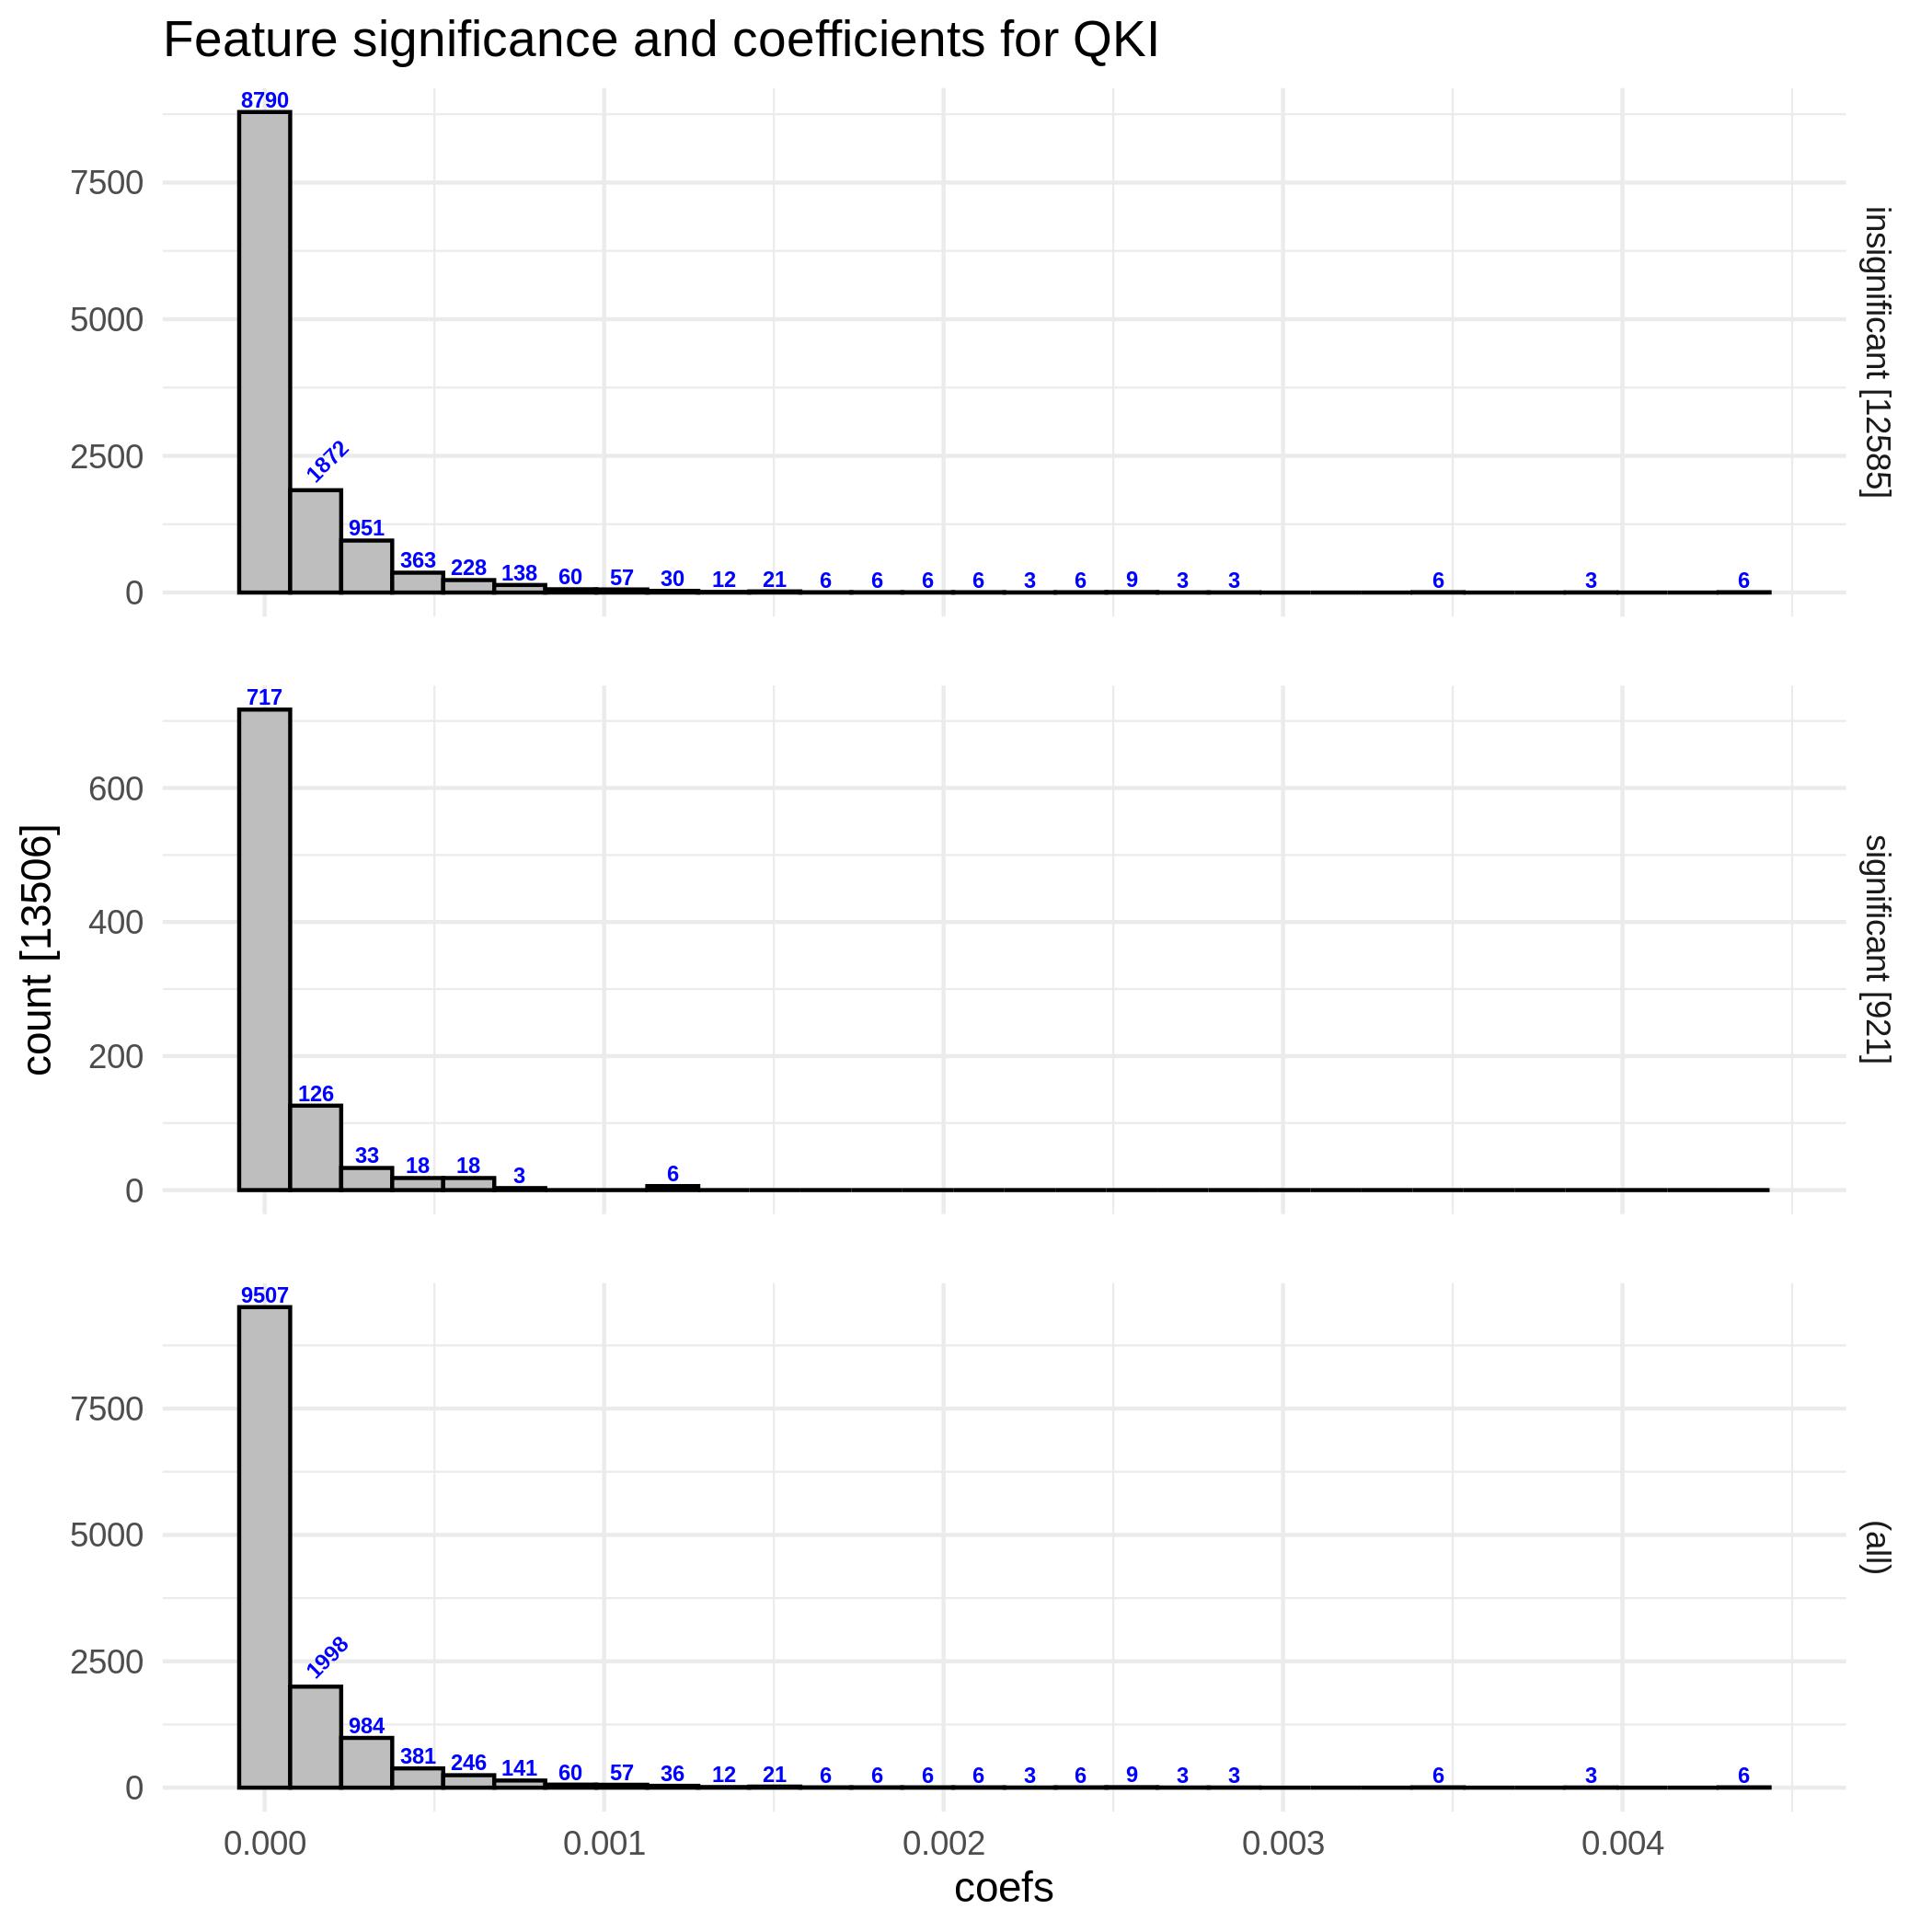 Feature significance and coefficients for QKI
8790
7500
5000
2500
0
1872
951
363 228 138 60 57 30 12 21 6 6 6 6 3 6 9 3 3 6 3 6
insignificant [12585]
717
600
400
200
0
126
33 18 18 3 6
significant [921]
count [13506]
9507
7500
5000
2500
0
1998
984
381 246 141 60 57 36 12 21 6 6 6 6 3 6 9 3 3 6 3 6
(all)
0.000 0.001 0.002 0.003 0.004
coefs